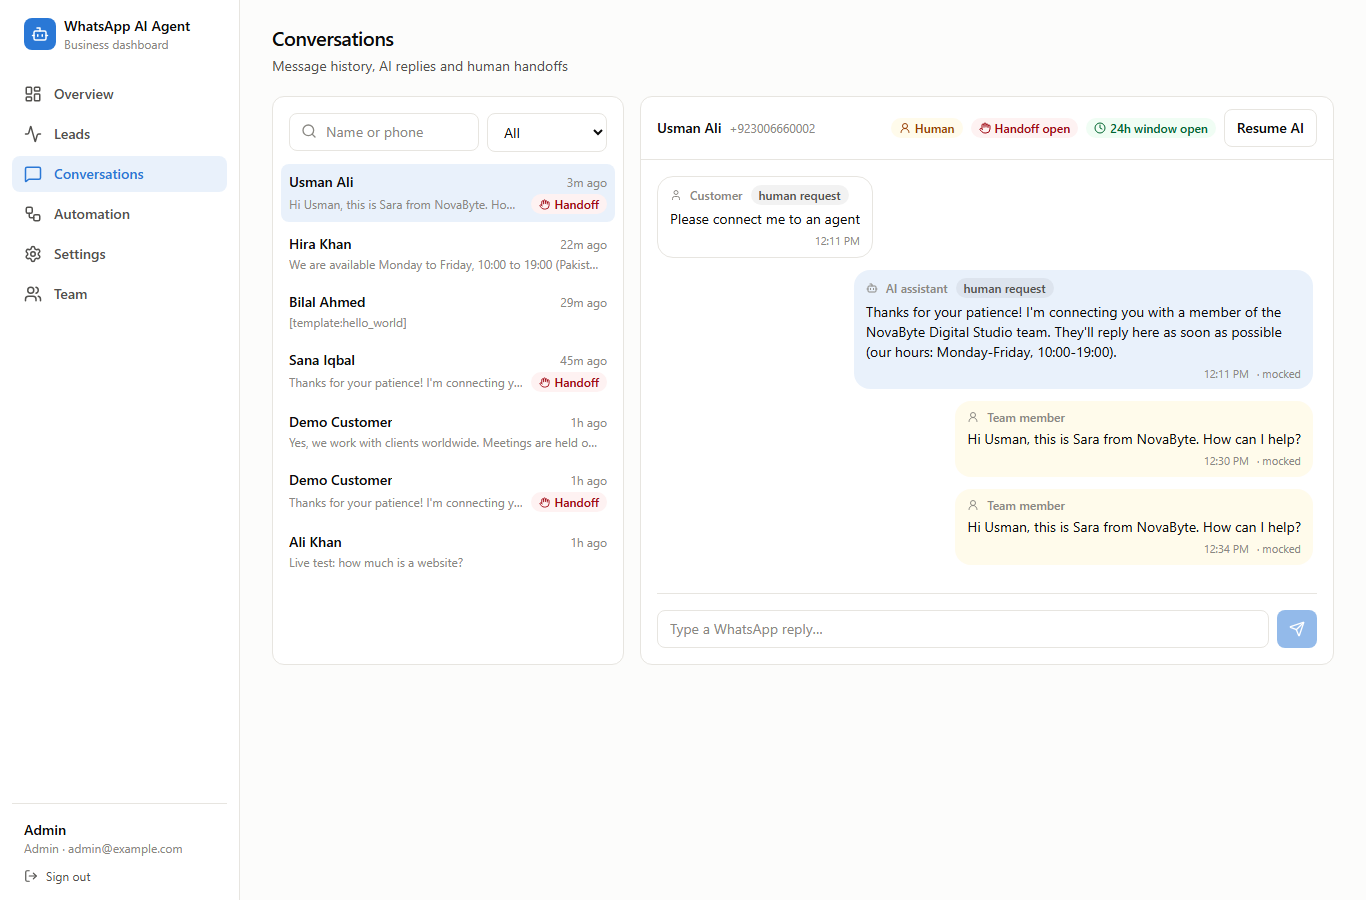 WhatsApp AI Agent
Business dashboard
Overview
Leads
Conversations
Automation
Settings
Team
Admin
Admin · admin@example.com
Sign out
Conversations
Message history, AI replies and human handoffs
Name or phone
All
Usman Ali 3m ago
Hi Usman, this is Sara from NovaByte. Ho... Handoff
Hira Khan 22m ago
We are available Monday to Friday, 10:00 to 19:00 (Pakist...
Bilal Ahmed 29m ago
[template:hello_world]
Sana Iqbal 45m ago
Thanks for your patience! I'm connecting y... Handoff
Demo Customer 1h ago
Yes, we work with clients worldwide. Meetings are held o...
Demo Customer 1h ago
Thanks for your patience! I'm connecting y... Handoff
Ali Khan 1h ago
Live test: how much is a website?
Usman Ali +923006660002 Human Handoff open 24h window open Resume AI
Customer human request
Please connect me to an agent
12:11 PM
AI assistant human request
Thanks for your patience! I'm connecting you with a member of the
NovaByte Digital Studio team. They'll reply here as soon as possible
(our hours: Monday-Friday, 10:00-19:00).
12:11 PM · mocked
Team member
Hi Usman, this is Sara from NovaByte. How can I help?
12:30 PM · mocked
Team member
Hi Usman, this is Sara from NovaByte. How can I help?
12:34 PM · mocked
Type a WhatsApp reply...